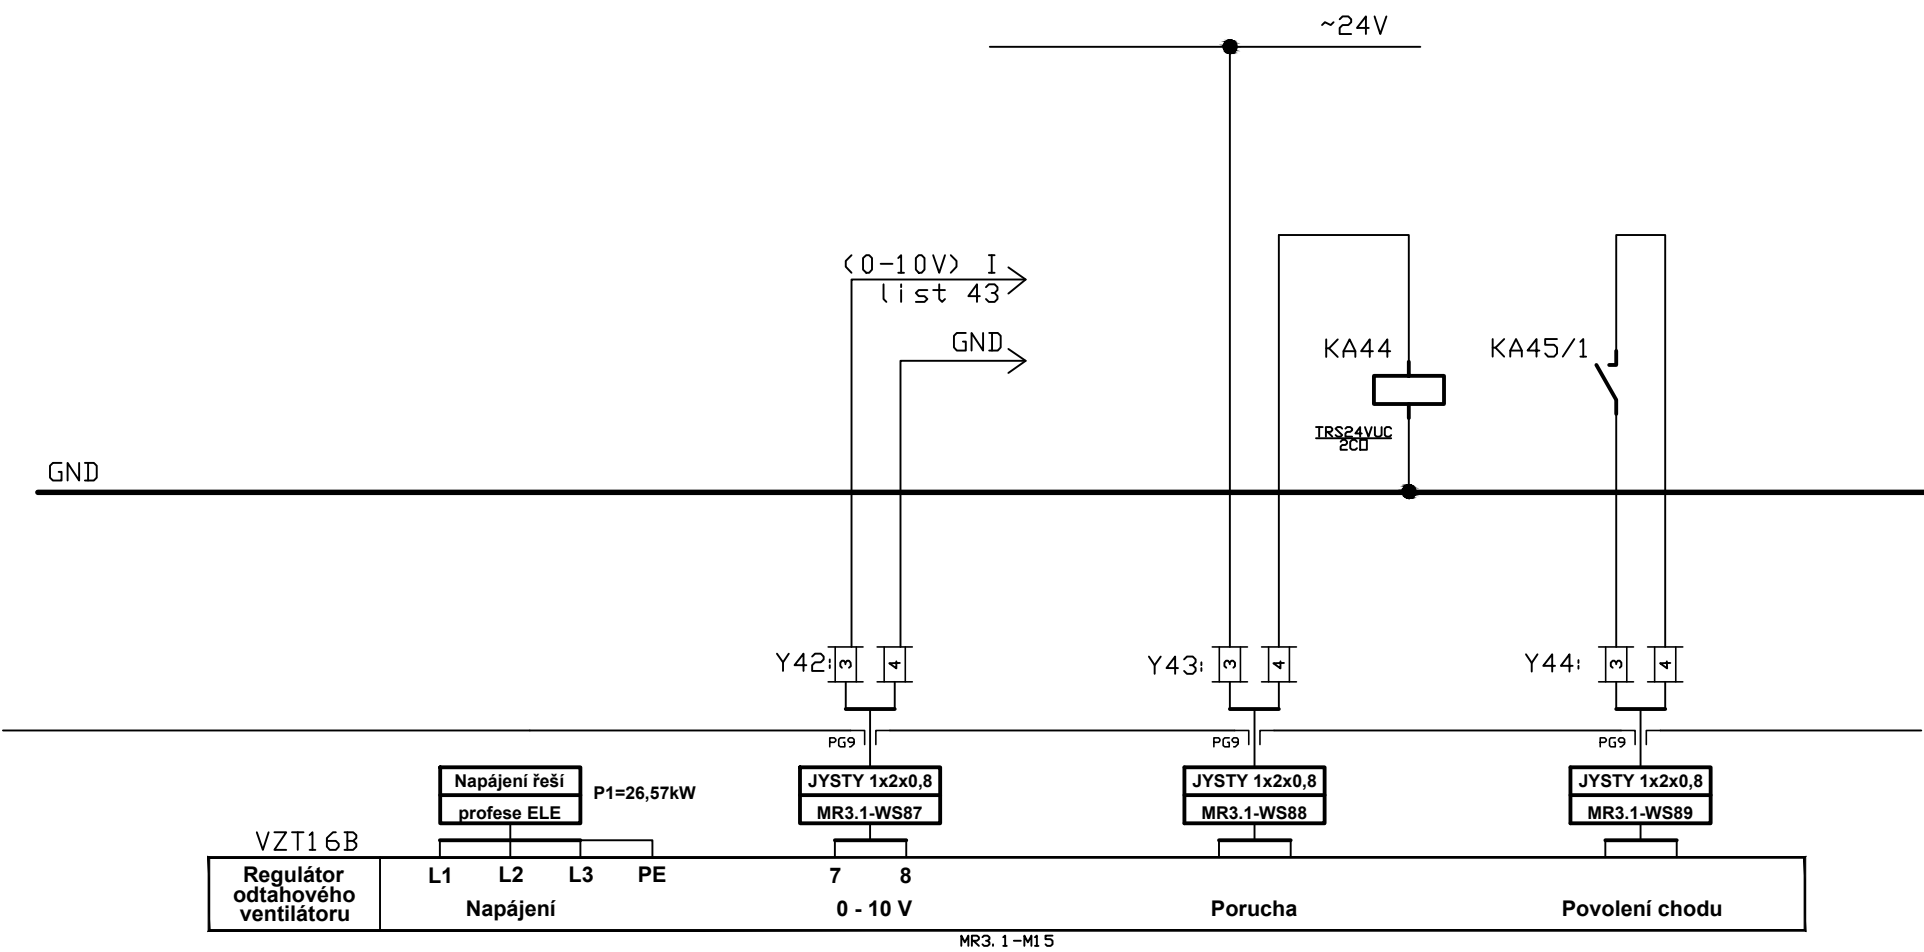 ~24V
(0-10V) I
list 43
GND
KA44
KA45/1
TRS24VUC
2CO
GND
Y42: 3 4
Y43: 3 4
Y44: 3 4
PG9
PG9
PG9
Napájení řeší
profese ELE
P1=26,57kW
JYSTY 1x2x0,8
MR3.1-WS87
JYSTY 1x2x0,8
MR3.1-WS88
JYSTY 1x2x0,8
MR3.1-WS89
VZT16B
Regulátor
odtahového
ventilátoru
L1 L2 L3 PE
Napájení
7 8
0 - 10 V
Porucha
Povolení chodu
MR3.1-M15